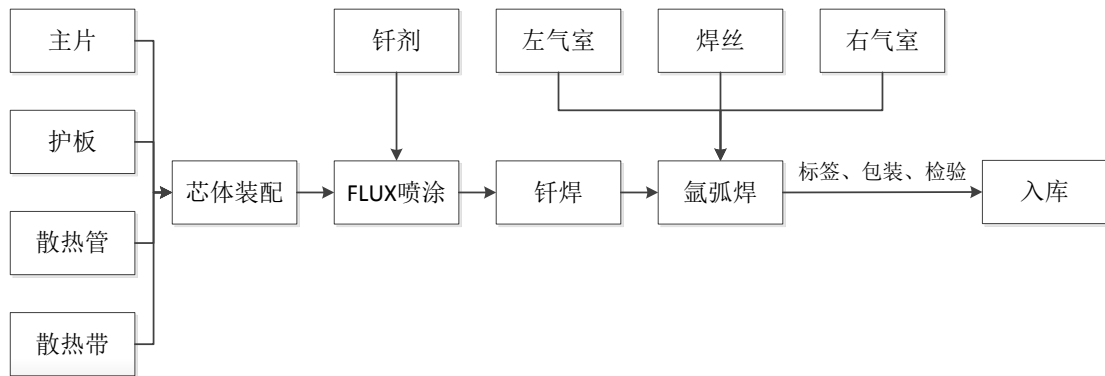 主片
钎剂
左气室
焊丝
右气室
护板
芯体装配
FLUX喷涂
钎焊
氩弧焊
标签、包装、检验
入库
散热管
散热带